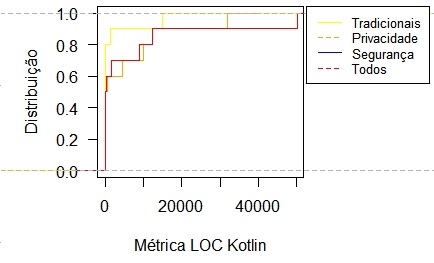 1.0
0.8
0.6
0.4
0.2
0.0
Distribuição
0
20000
40000
Métrica LOC Kotlin
Tradicionais
Privacidade
Segurança
Todos